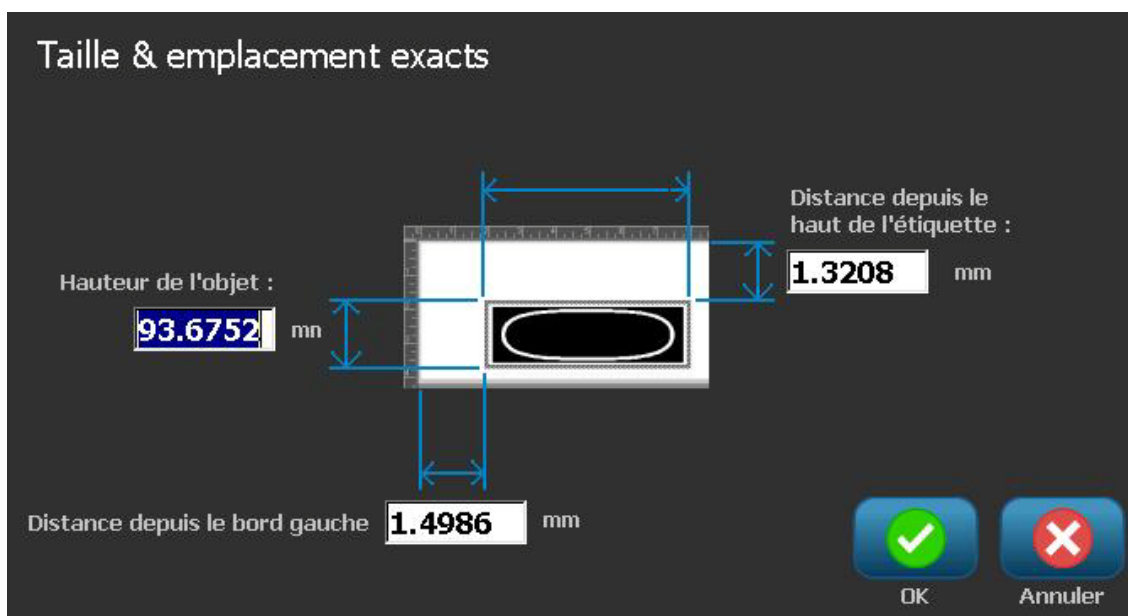 Taille & emplacement exacts
Distance depuis le
haut de l'étiquette :
1.3208 mm
Hauteur de l'objet :
93.6752 mn
Distance depuis le bord gauche 1.4986 mm
OK Annuler